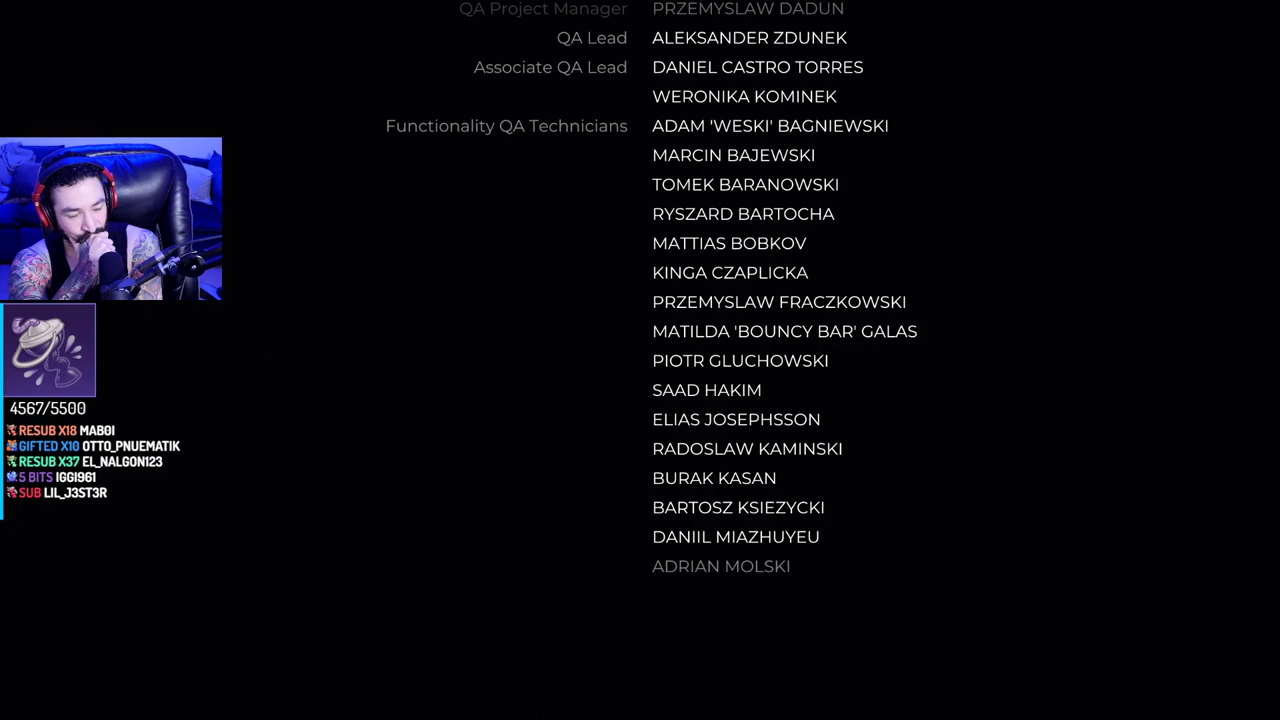 QA Project Manager PRZEMYSLAW DADUN
QA Lead ALEKSANDER ZDUNEK
Associate QA Lead DANIEL CASTRO TORRES
WERONIKA KOMINEK
Functionality QA Technicians ADAM 'WESKI' BAGNIEWSKI
MARCIN BAJEWSKI
TOMEK BARANOWSKI
RYSZARD BARTOCHA
MATTIAS BOBKOV
KINGA CZAPLICKA
PRZEMYSLAW FRACZKOWSKI
MATILDA 'BOUNCY BAR' GALAS
PIOTR GLUCHOWSKI
SAAD HAKIM
ELIAS JOSEPHSSON
RADOSLAW KAMINSKI
BURAK KASAN
BARTOSZ KSIEZYCKI
DANIIL MIAZHUYEU
ADRIAN MOLSKI
4567/5500
RESUB X18 MAB0I
GIFTED X10 OTTO_PNUEMATIK
RESUB X37 EL_NALGON123
5 BITS IGGI961
SUB LIL_J3ST3R